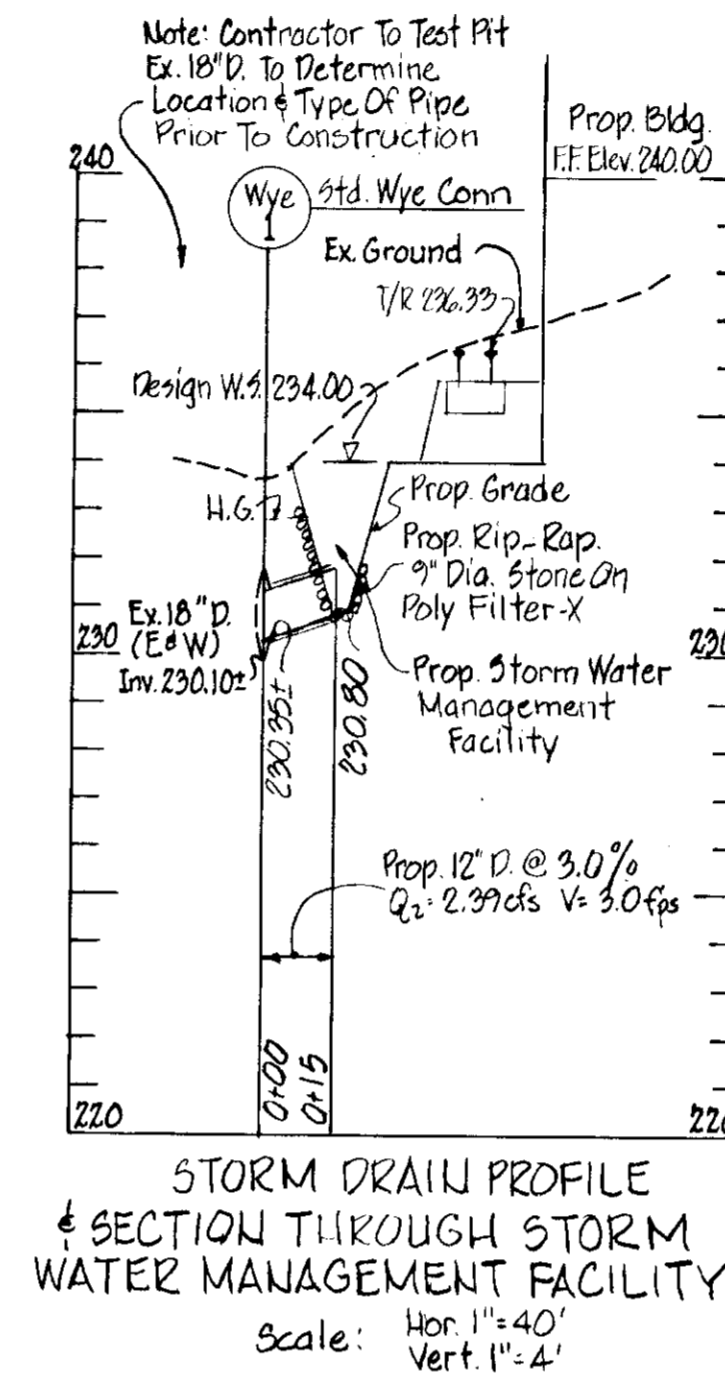 Note: Contractor To Test Pit
Ex. 18"D. To Determine
Location & Type Of Pipe
Prior To Construction
Prop. Bldg.
F.F. Elev. 240.00
240
Wye
1
Std. Wye Conn
Ex. Ground
T/R 236.33
Design W.S. 234.00
H.G.
Prop. Grade
Prop. Rip-Rap.
9" Dia. Stone On
Poly Filter-X
Ex. 18"D.
(E&W)
Inv. 230.10±
230
230
230.35±
230.80
Prop. Storm Water
Management
Facility
Prop. 12" D. @ 3.0%
Q2= 2.39cfs V= 3.0fps
0+00
0+15
220
220
STORM DRAIN PROFILE
& SECTION THROUGH STORM
WATER MANAGEMENT FACILITY
Scale: Hor. 1"=40'
Vert. 1"=4'